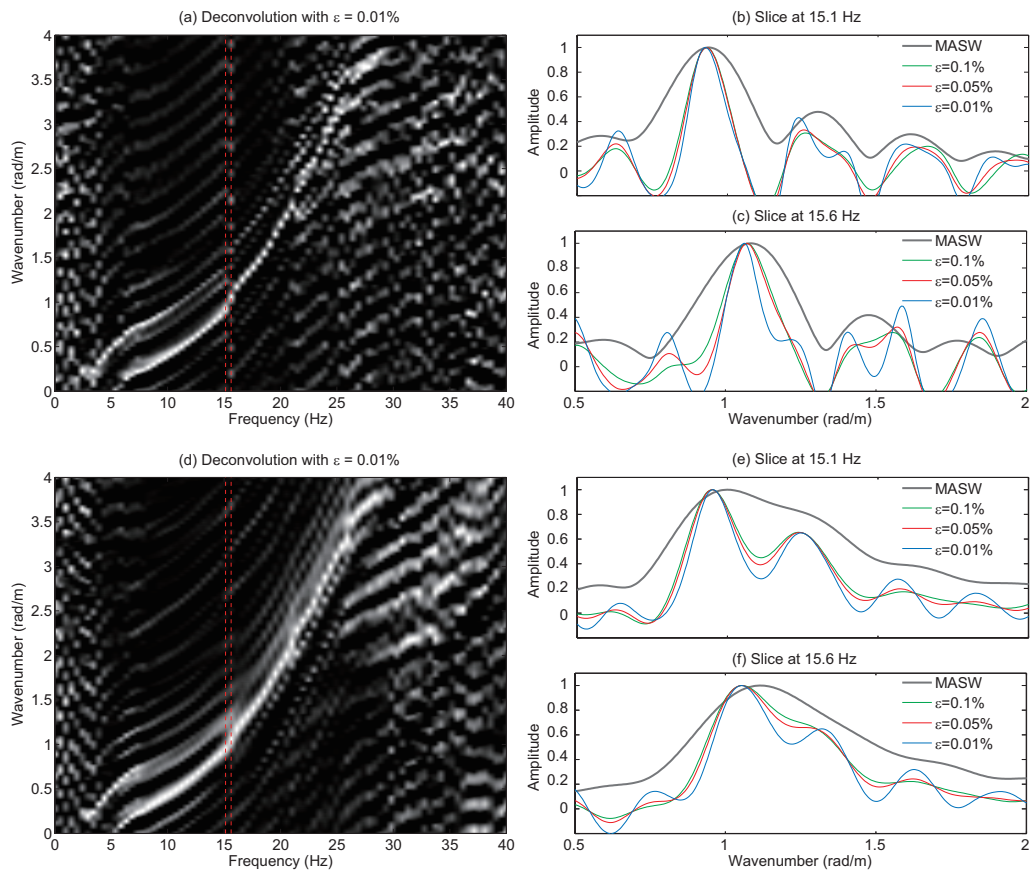 (a) Deconvolution with ε = 0.01%
4
3.5
3
2.5
2
1.5
1
0.5
0
Wavenumber (rad/m)
0 5 10 15 20 25 30 35 40
Frequency (Hz)
(b) Slice at 15.1 Hz
1
0.8
0.6
0.4
0.2
0
Amplitude
MASW
ε=0.1%
ε=0.05%
ε=0.01%
(c) Slice at 15.6 Hz
1
0.8
0.6
0.4
0.2
0
Amplitude
MASW
ε=0.1%
ε=0.05%
ε=0.01%
0.5 1 1.5 2
Wavenumber (rad/m)
(d) Deconvolution with ε = 0.01%
4
3.5
3
2.5
2
1.5
1
0.5
0
Wavenumber (rad/m)
0 5 10 15 20 25 30 35 40
Frequency (Hz)
(e) Slice at 15.1 Hz
1
0.8
0.6
0.4
0.2
0
Amplitude
MASW
ε=0.1%
ε=0.05%
ε=0.01%
(f) Slice at 15.6 Hz
1
0.8
0.6
0.4
0.2
0
Amplitude
MASW
ε=0.1%
ε=0.05%
ε=0.01%
0.5 1 1.5 2
Wavenumber (rad/m)